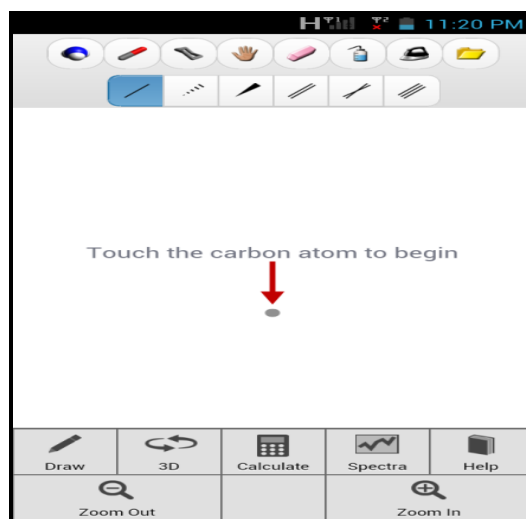 H 11:20 PM
Touch the carbon atom to begin
Draw 3D Calculate Spectra Help
Zoom Out Zoom In